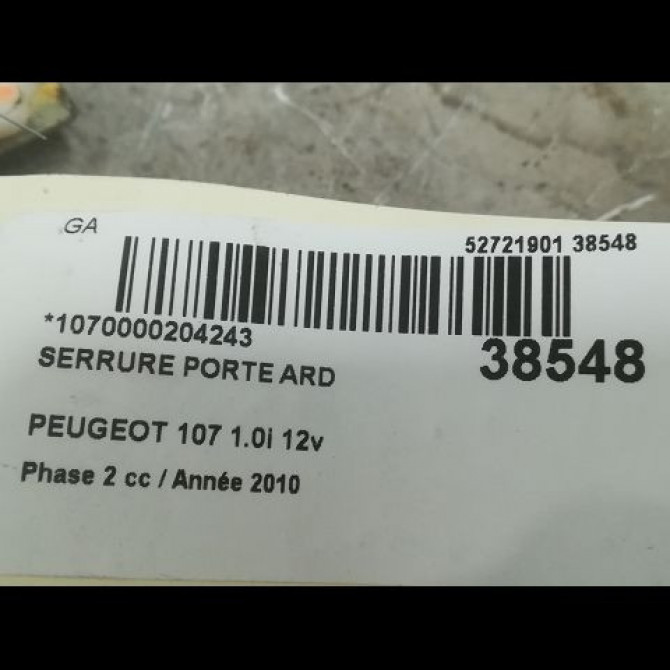 GA
52721901 38548
*1070000204243
38548
SERRURE PORTE ARD
PEUGEOT 107 1.0i 12v
Phase 2 cc / Année 2010